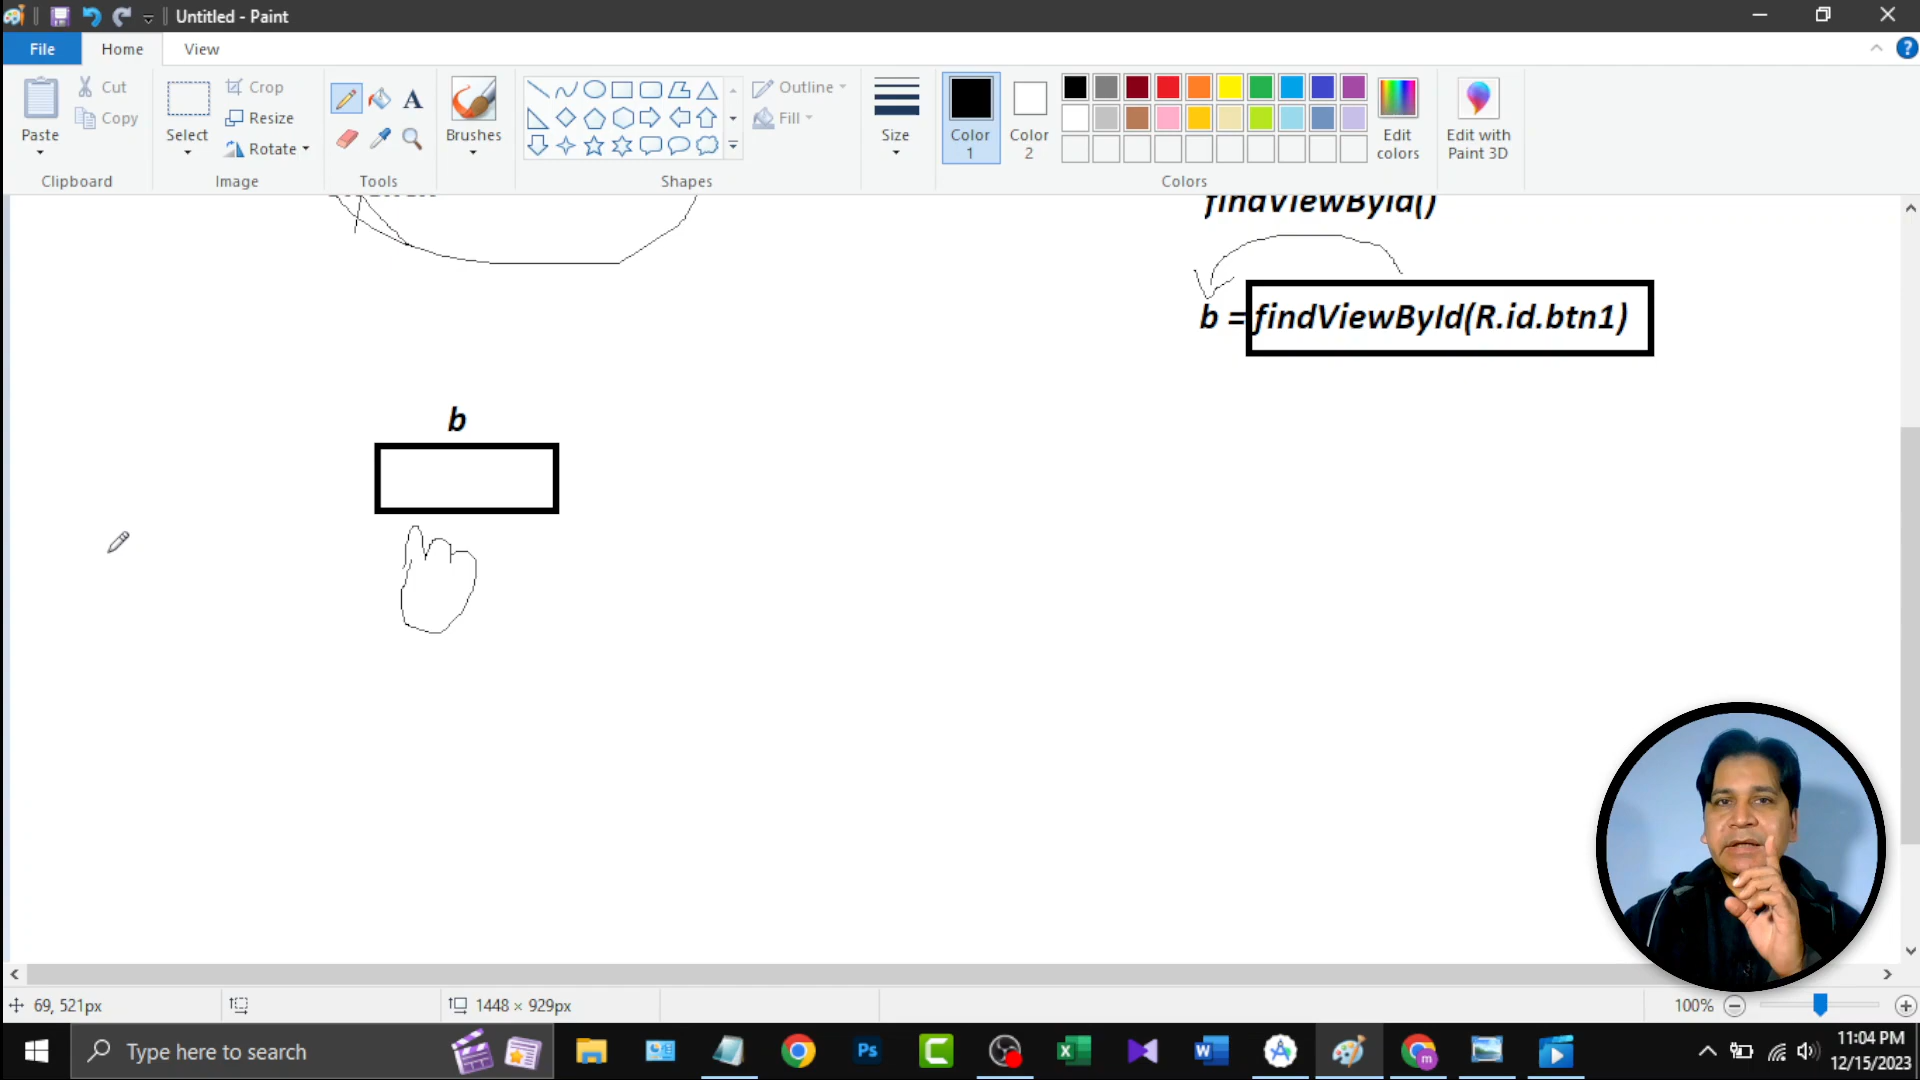 Untitled - Paint
File Home View
Paste
Cut
Copy
Clipboard
Select
Crop
Resize
Rotate
Image
Tools
Brushes
Shapes
Outline
Fill
Size
Color 1
Color 2
Edit colors
Colors
Edit with Paint 3D
findViewById()
b = findViewById(R.id.btn1)
b
69, 521px
1448 × 929px
100%
Type here to search
11:04 PM
12/15/2023